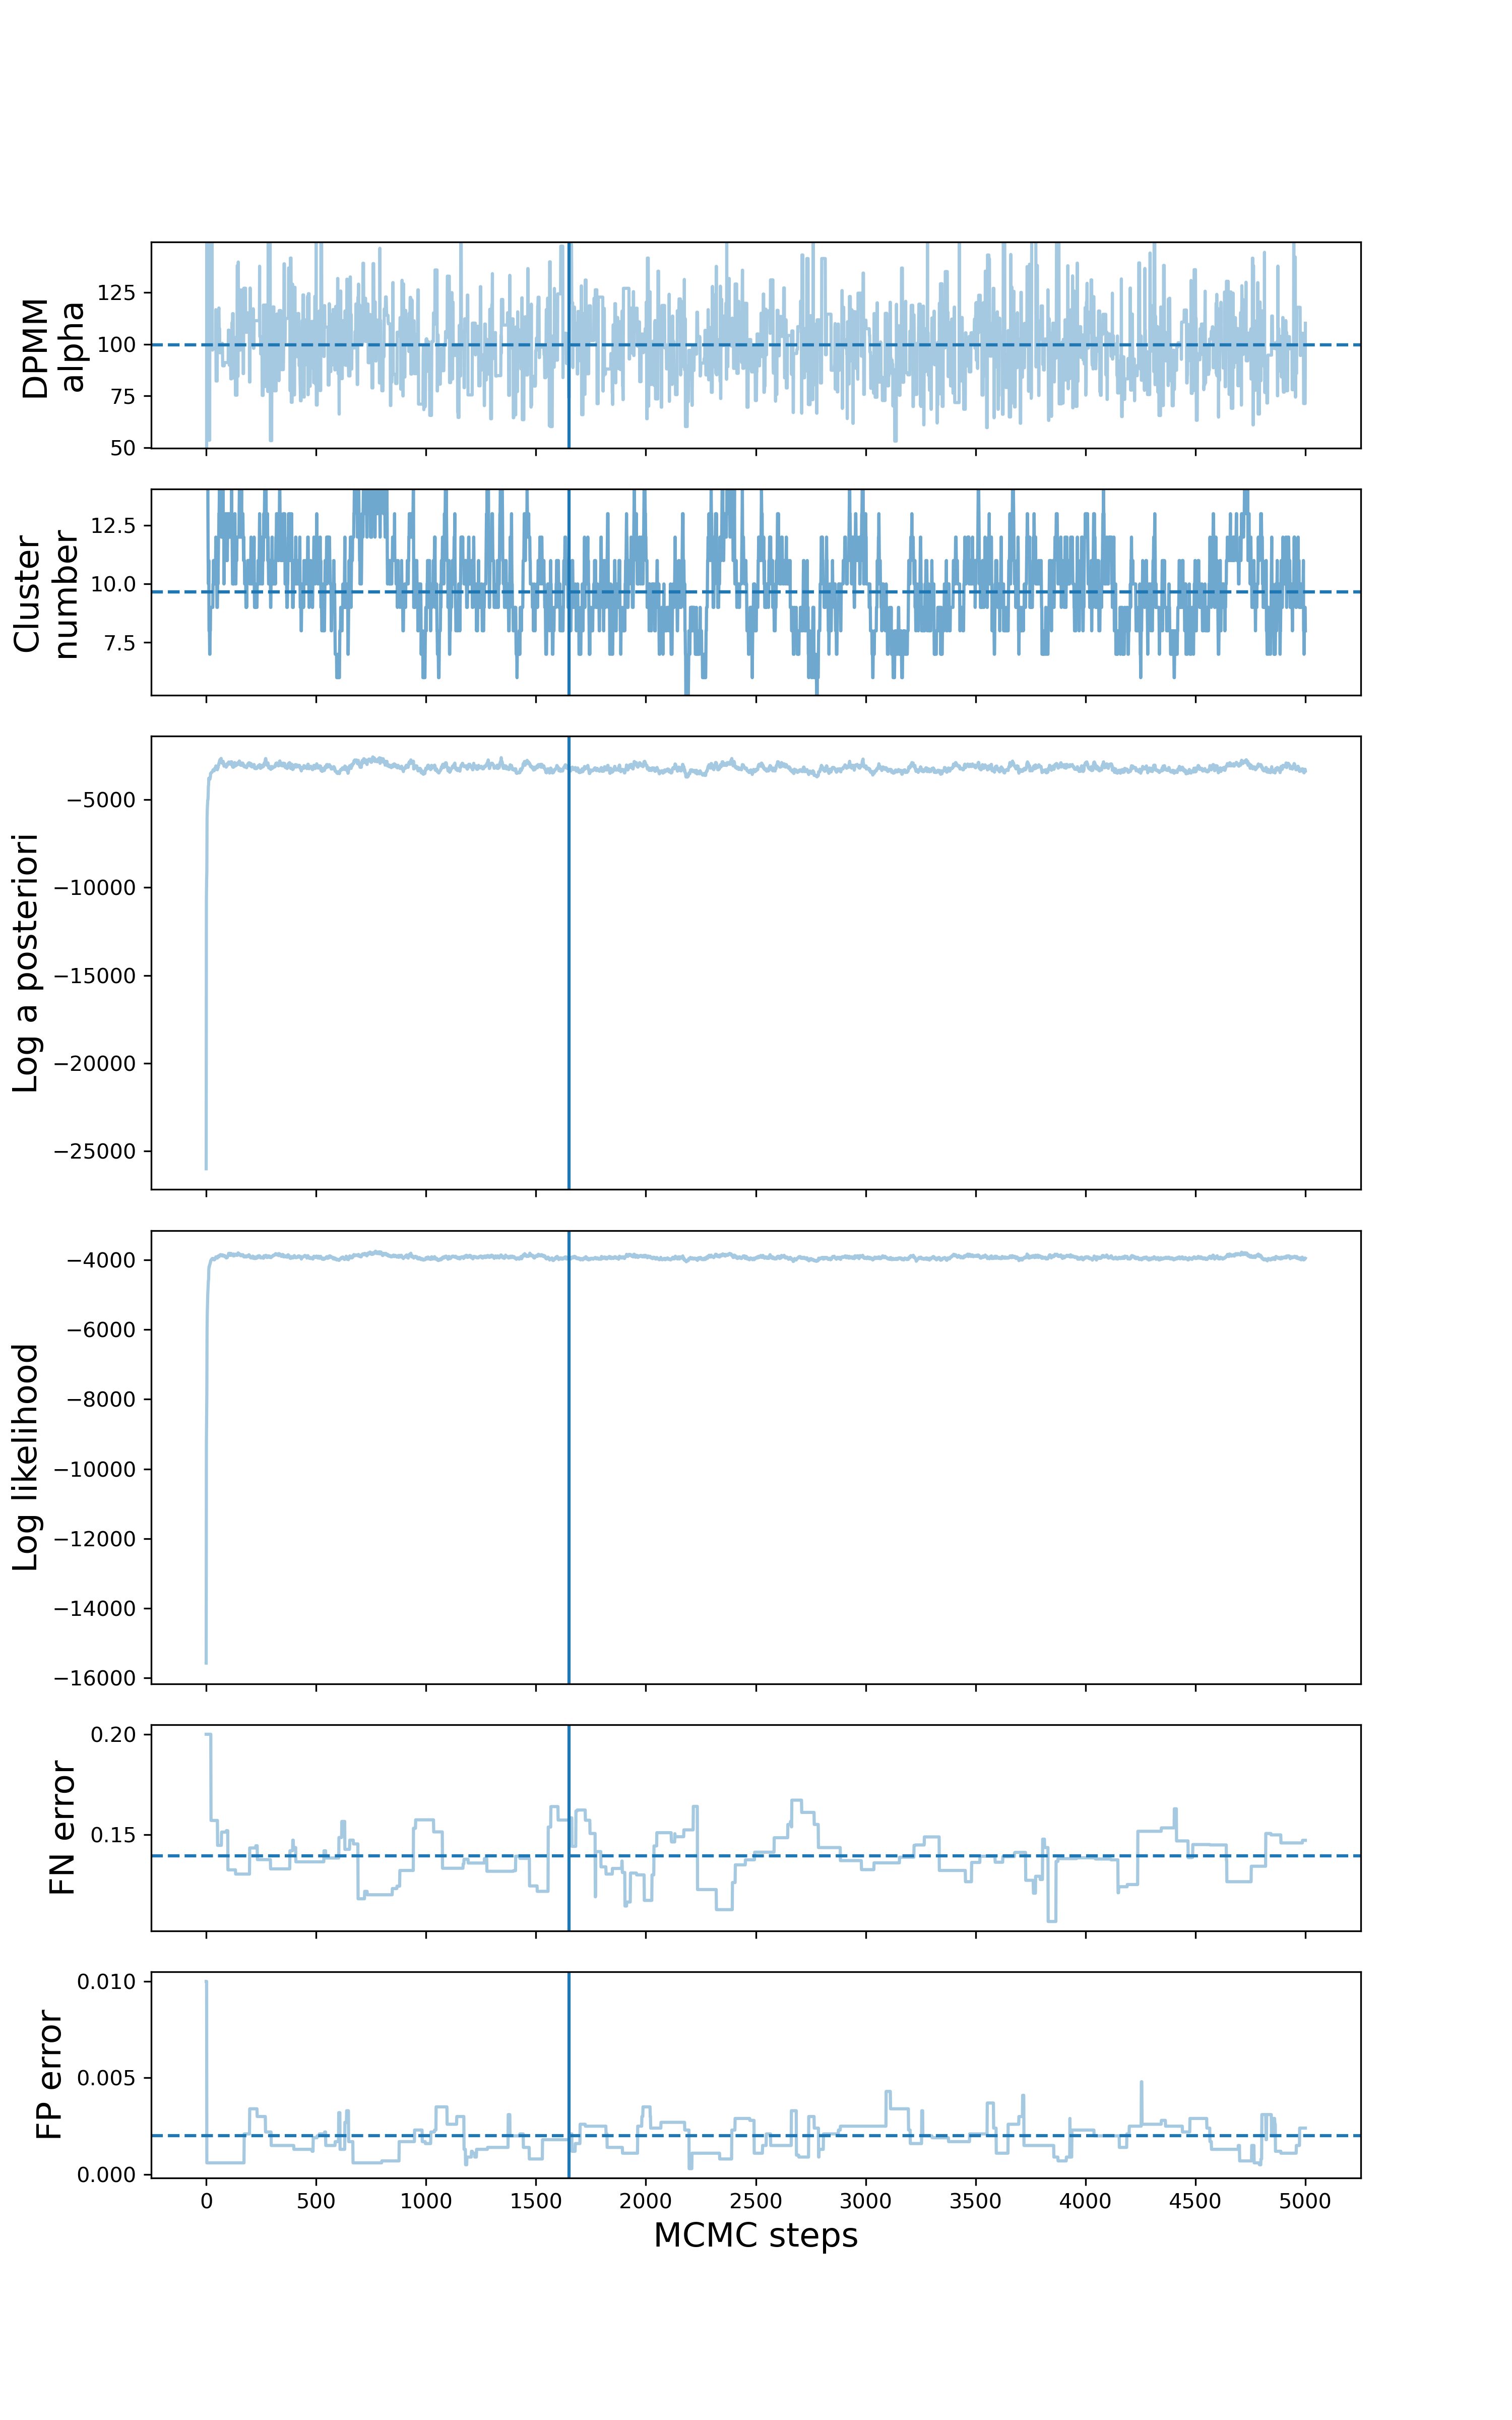 DPMM
alpha
125
100
75
50
Cluster
number
12.5
10.0
7.5
Log a posteriori
−5000
−10000
−15000
−20000
−25000
Log likelihood
−4000
−6000
−8000
−10000
−12000
−14000
−16000
FN error
0.20
0.15
FP error
0.010
0.005
0.000
0 500 1000 1500 2000 2500 3000 3500 4000 4500 5000
MCMC steps